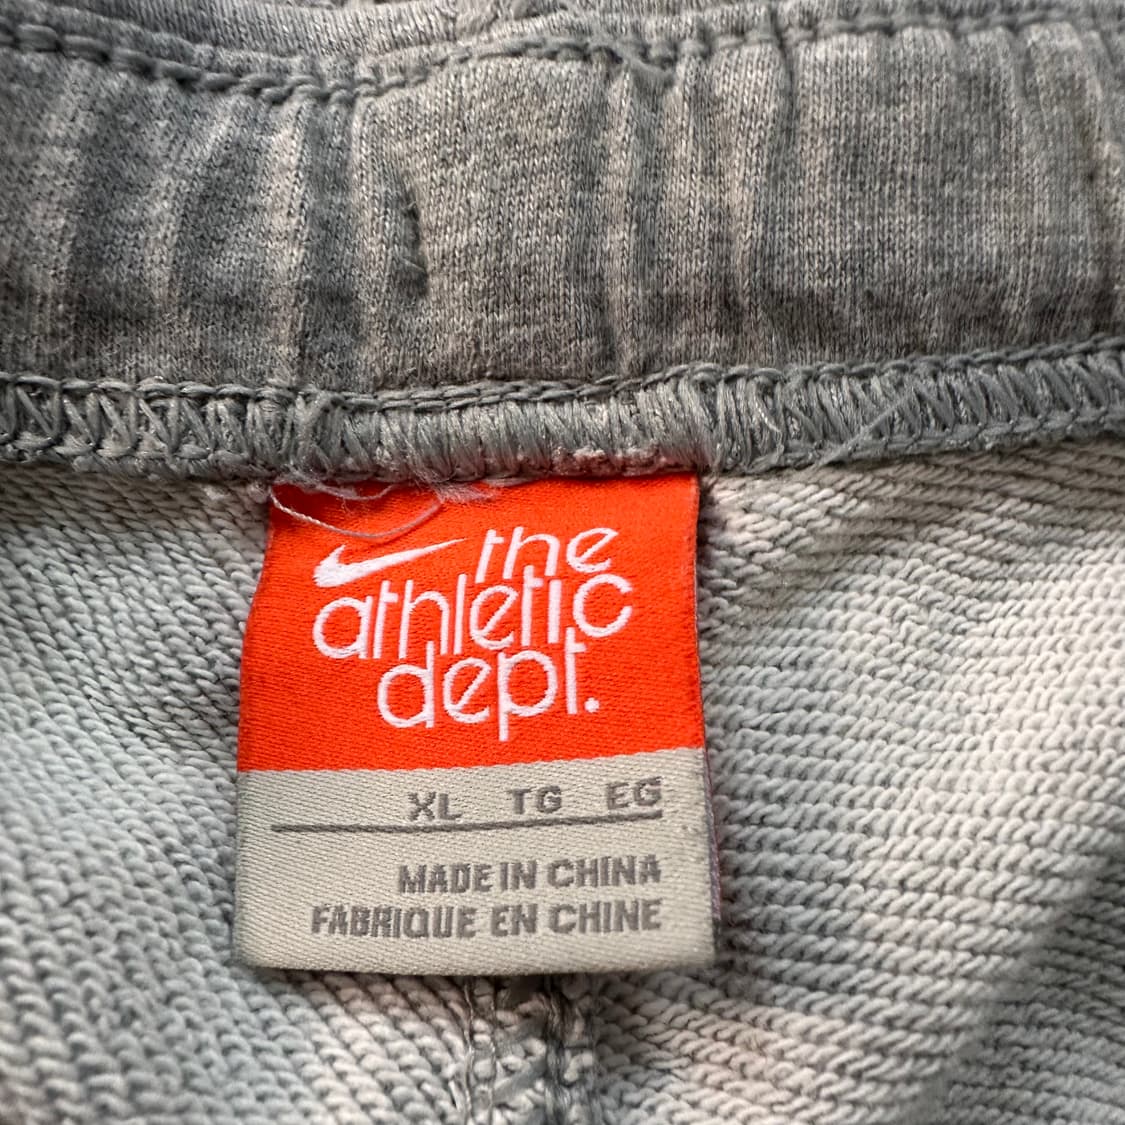 the
athletic
dept.
XL TG EG
MADE IN CHINA
FABRIQUE EN CHINE